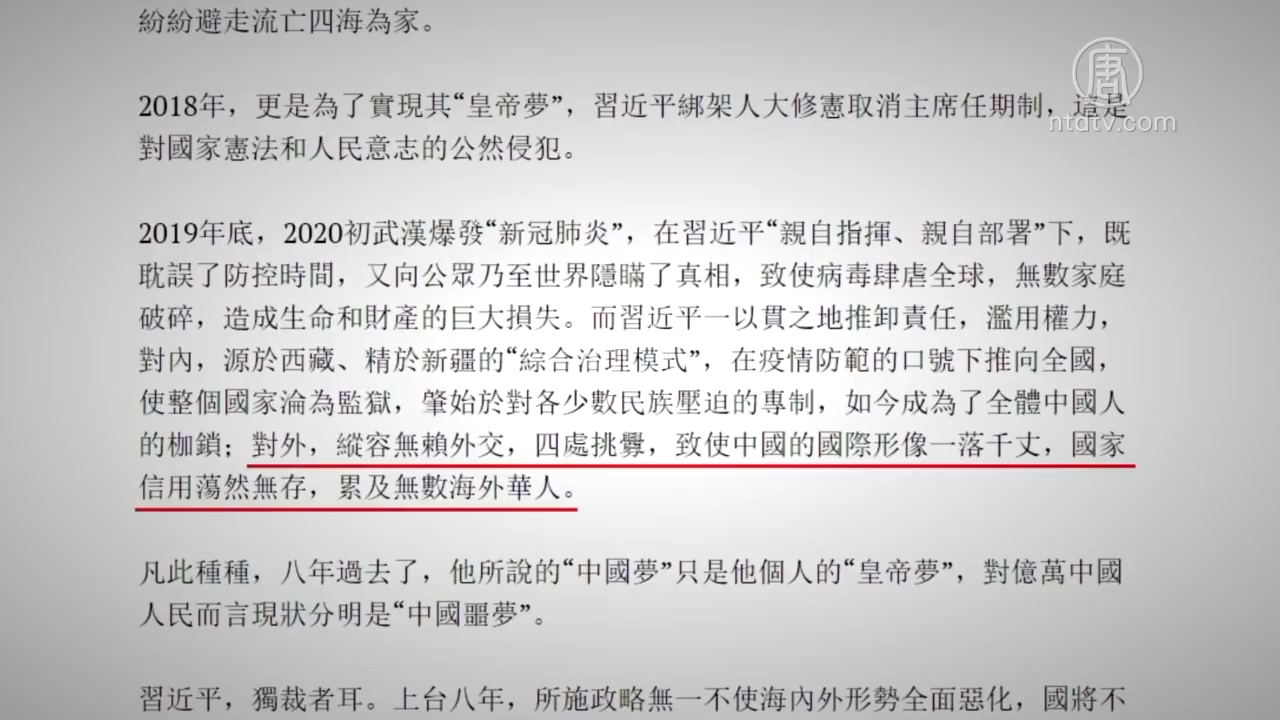 紛紛避走流亡四海為家。
唐
2018年，更是為了實現其“皇帝夢”，習近平綁架人大修憲取消主席任期制，這是
ntdtv.com
對國家憲法和人民意志的公然侵犯。
2019年底，2020初武漢爆發“新冠肺炎”，在習近平“親自指揮、親自部署”下，既
耽誤了防控時間，又向公眾乃至世界隱瞞了真相，致使病毒肆虐全球，無數家庭
破碎，造成生命和財產的巨大損失。而習近平一以貫之地推卸責任，濫用權力，
對內，源於西藏、精於新疆的“綜合治理模式”，在疫情防範的口號下推向全國，
使整個國家淪為監獄，肇始於對各少數民族壓迫的專制，如今成為了全體中國人
的枷鎖；對外，縱容無賴外交，四處挑釁，致使中國的國際形像一落千丈，國家
信用蕩然無存，累及無數海外華人。
凡此種種，八年過去了，他所說的“中國夢”只是他個人的“皇帝夢”，對億萬中國
人民而言現狀分明是“中國噩夢”。
習近平，獨裁者耳。上台八年，所施政略無一不使海內外形勢全面惡化，國將不